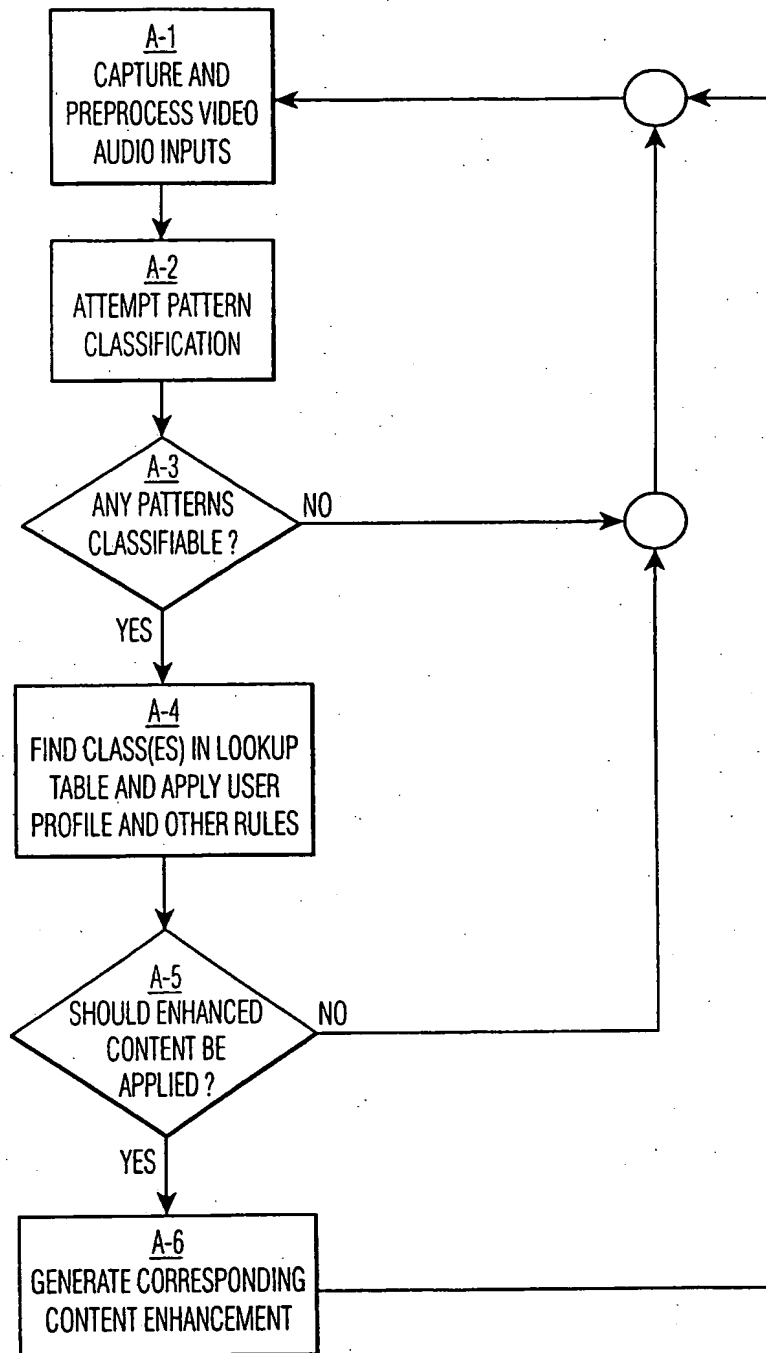 A-1
CAPTURE AND
PREPROCESS VIDEO
AUDIO INPUTS
A-2
ATTEMPT PATTERN
CLASSIFICATION
A-3
ANY PATTERNS
CLASSIFIABLE ?
NO
YES
A-4
FIND CLASS(ES) IN LOOKUP
TABLE AND APPLY USER
PROFILE AND OTHER RULES
A-5
SHOULD ENHANCED
CONTENT BE
APPLIED ?
NO
YES
A-6
GENERATE CORRESPONDING
CONTENT ENHANCEMENT